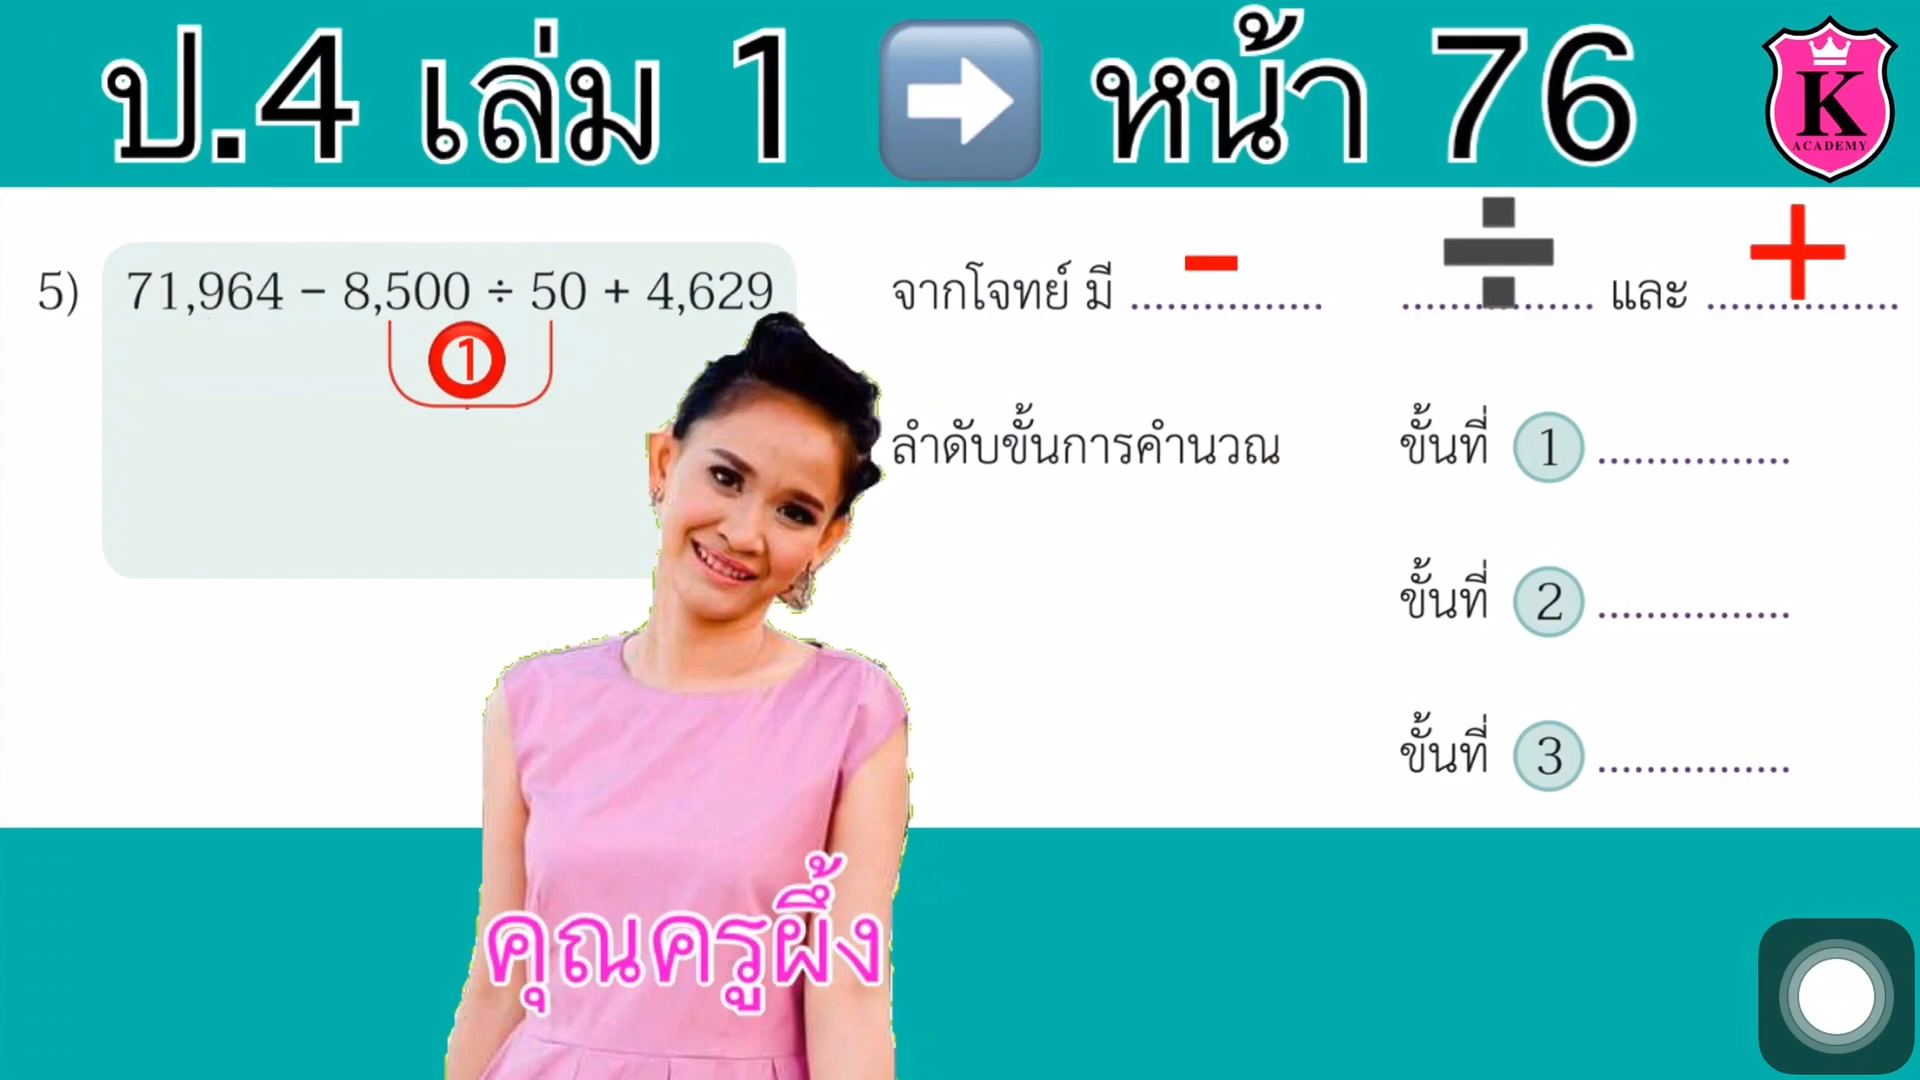 ป.4 เล่ม 1 ➡ หน้า 76
K
ACADEMY
5) 71,964 − 8,500 ÷ 50 + 4,629
1
จากโจทย์ มี ................ − ................ ÷ และ ................ +
ลำดับขั้นการคำนวณ ขั้นที่ 1 ................
ขั้นที่ 2 ................
ขั้นที่ 3 ................
คุณครูผึ้ง